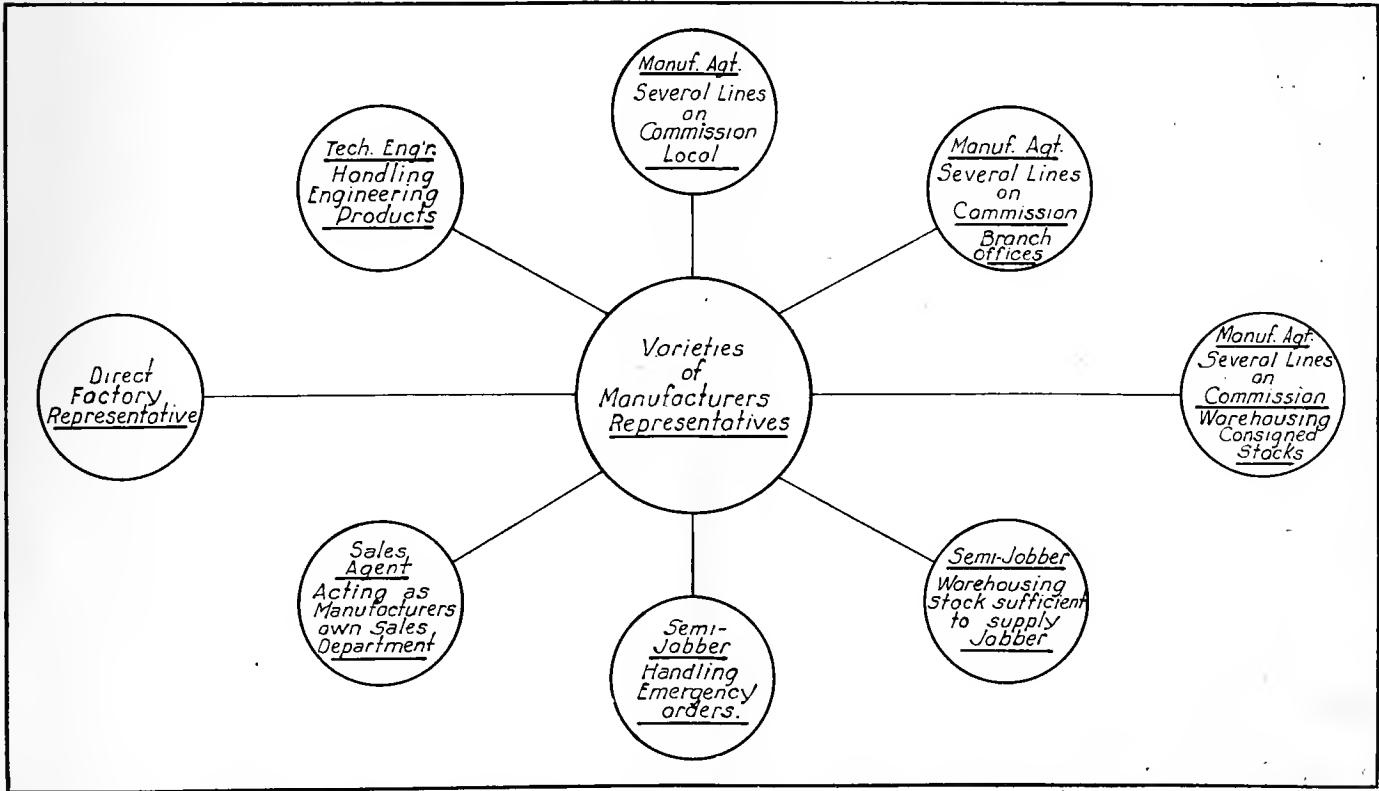 Manuf. Agt.
Several Lines
on
Commission
Local
Tech. Eng'r.
Handling
Engineering
Products
Manuf. Agt.
Several Lines
on
Commission
Branch
Offices
Direct
Factory
Representative
Varieties
of
Manufacturers
Representatives
Manuf. Agt.
Several Lines
on
Commission
Warehousing
Consigned
Stocks
Sales
Agent
Acting as
Manufacturers
own Sales
Department
Semi-
Jobber
Handling
Emergency
orders.
Semi-Jobber
Warehousing
Stock sufficient
to supply
Jobber